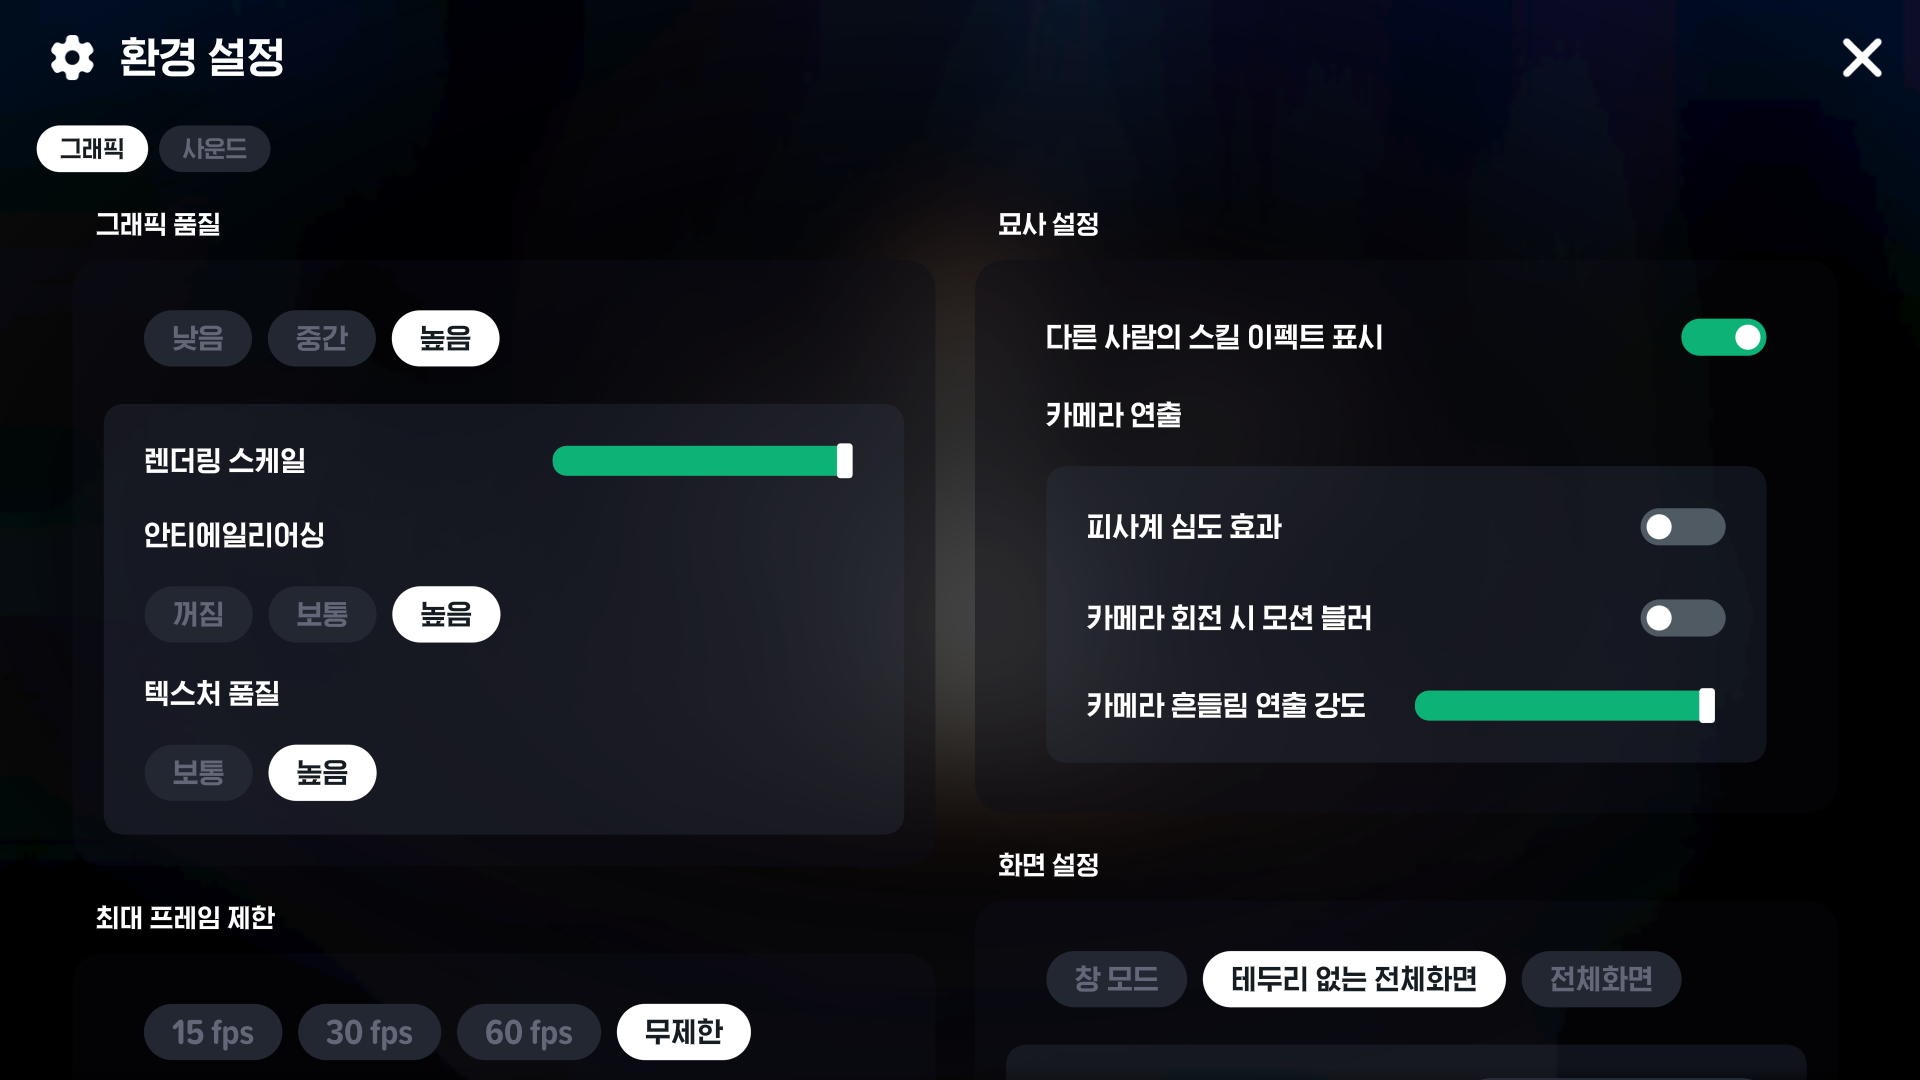 환경 설정
그래픽
사운드
그래픽 품질
낮음
중간
높음
렌더링 스케일
안티에일리어싱
꺼짐
보통
높음
텍스처 품질
보통
높음
최대 프레임 제한
15 fps
30 fps
60 fps
무제한
묘사 설정
다른 사람의 스킬 이펙트 표시
카메라 연출
피사계 심도 효과
카메라 회전 시 모션 블러
카메라 흔들림 연출 강도
화면 설정
창 모드
테두리 없는 전체화면
전체화면